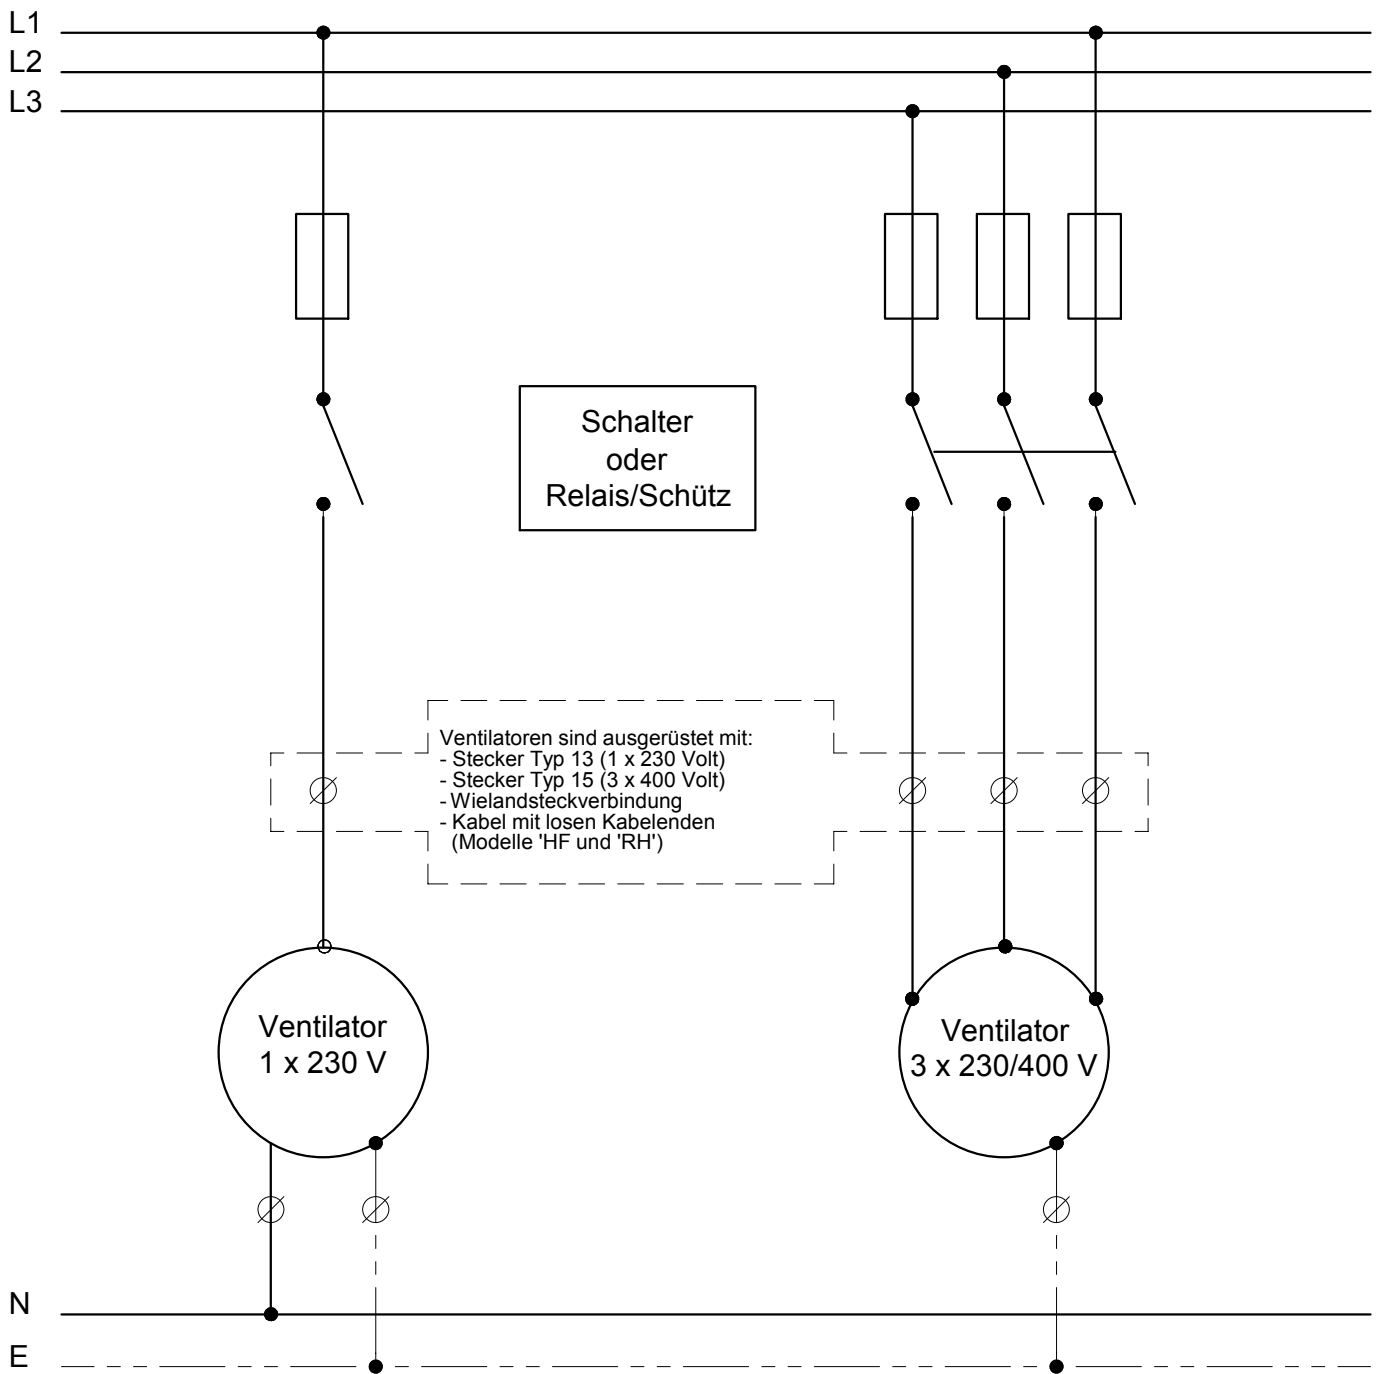 L1
L2
L3
Schalter
oder
Relais/Schütz
Ventilatoren sind ausgerüstet mit:
- Stecker Typ 13 (1 x 230 Volt)
- Stecker Typ 15 (3 x 400 Volt)
- Wielandsteckverbindung
- Kabel mit losen Kabelenden
(Modelle 'HF und 'RH')
Ventilator
1 x 230 V
Ventilator
3 x 230/400 V
N
E